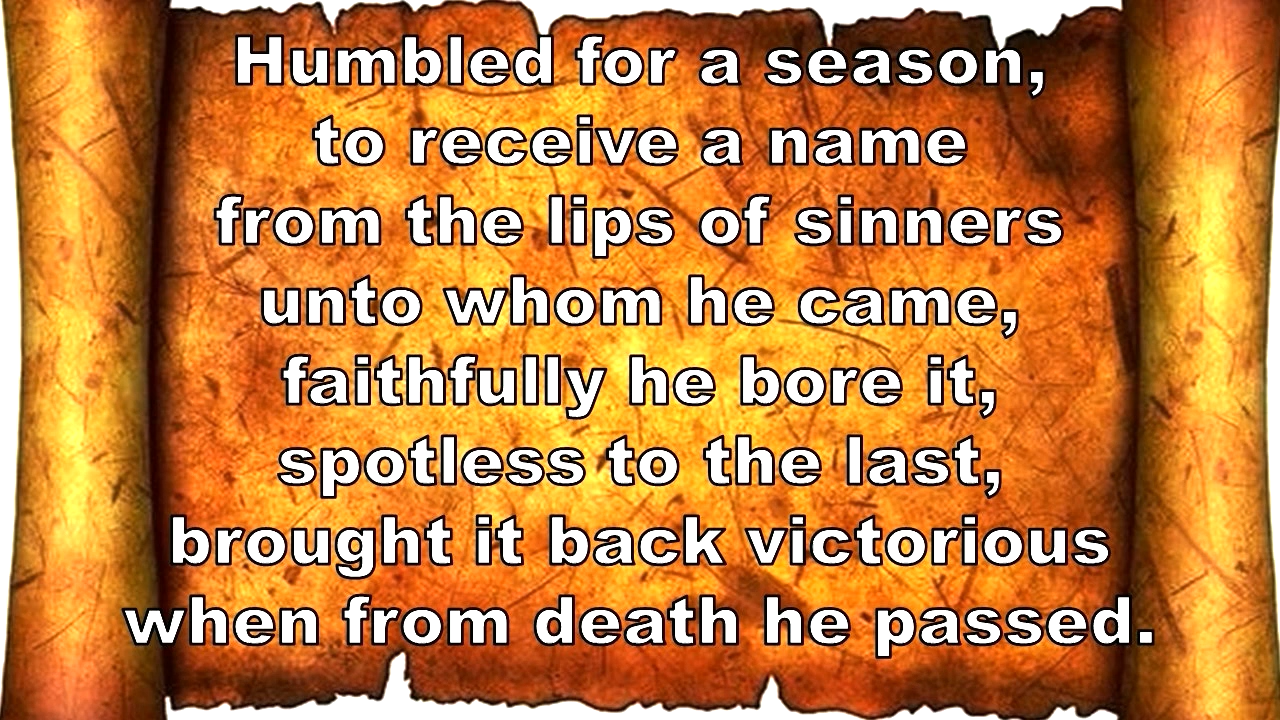 Humbled for a season,
to receive a name
from the lips of sinners
unto whom he came,
faithfully he bore it,
spotless to the last,
brought it back victorious
when from death he passed.